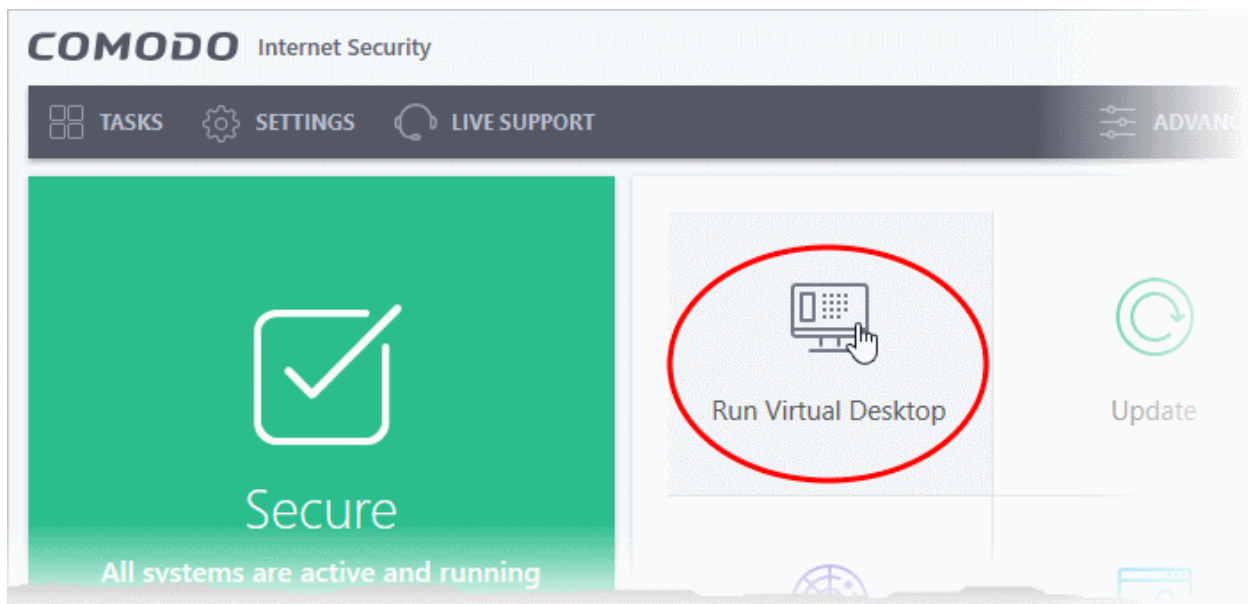 COMODO Internet Security
TASKS SETTINGS LIVE SUPPORT
Run Virtual Desktop
Update
Secure
All systems are active and running